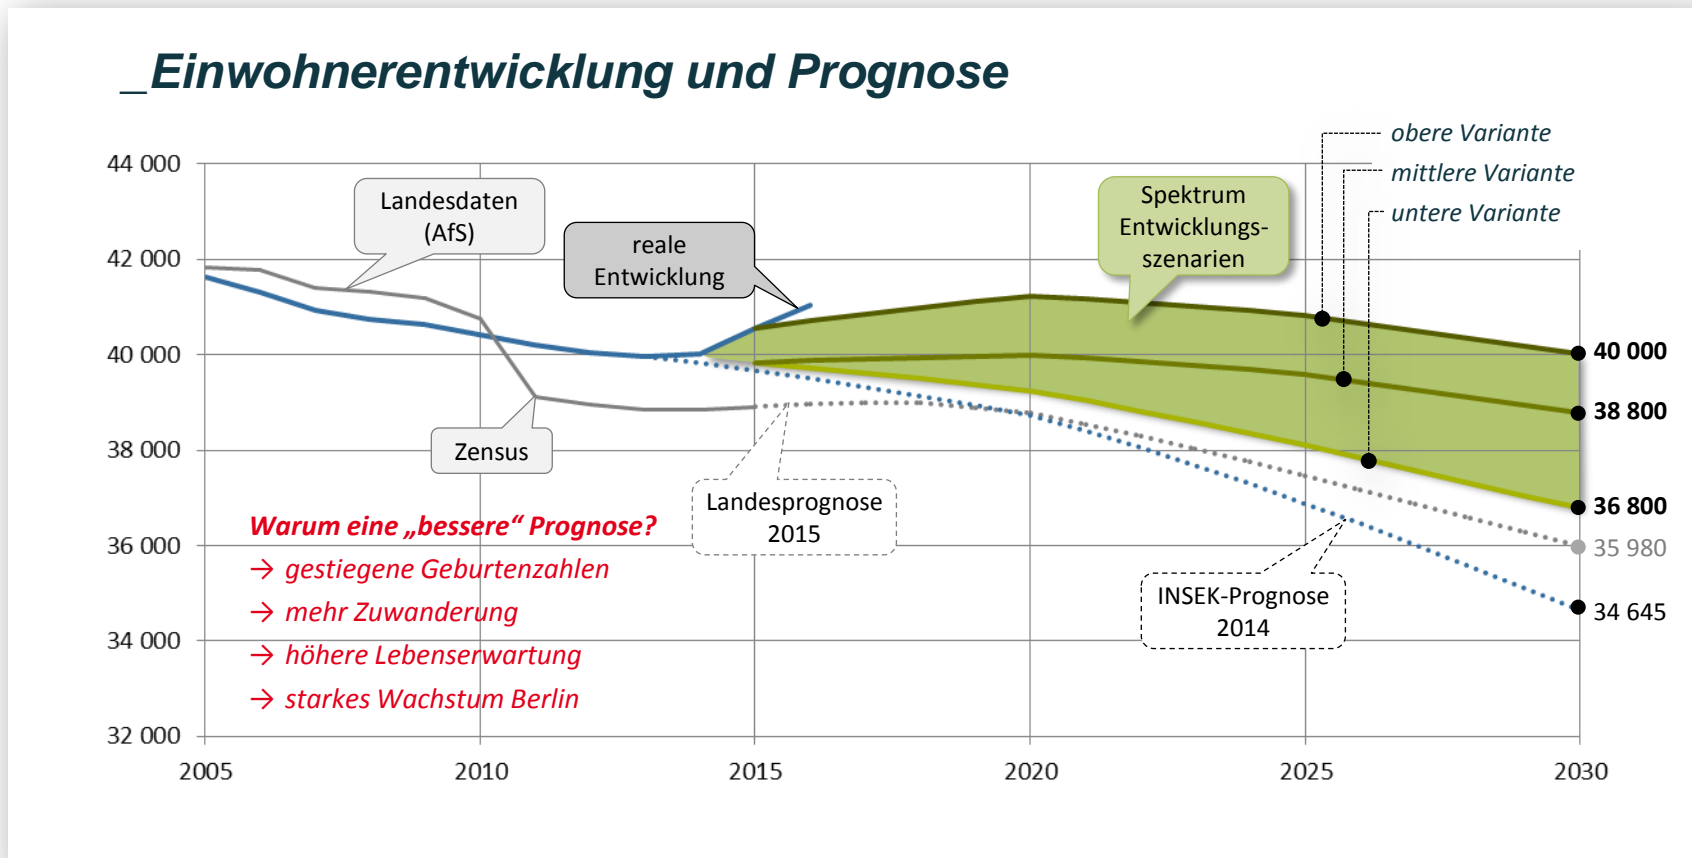 _Einwohnerentwicklung und Prognose
obere Variante
mittlere Variante
untere Variante
44 000
42 000
40 000
38 000
36 000
34 000
32 000
Landesdaten
(AfS)
reale
Entwicklung
Spektrum
Entwicklungs-
szenarien
Zensus
Landesprognose
2015
INSEK-Prognose
2014
40 000
38 800
36 800
35 980
34 645
Warum eine „bessere“ Prognose?
→ gestiegene Geburtenzahlen
→ mehr Zuwanderung
→ höhere Lebenserwartung
→ starkes Wachstum Berlin
2005
2010
2015
2020
2025
2030